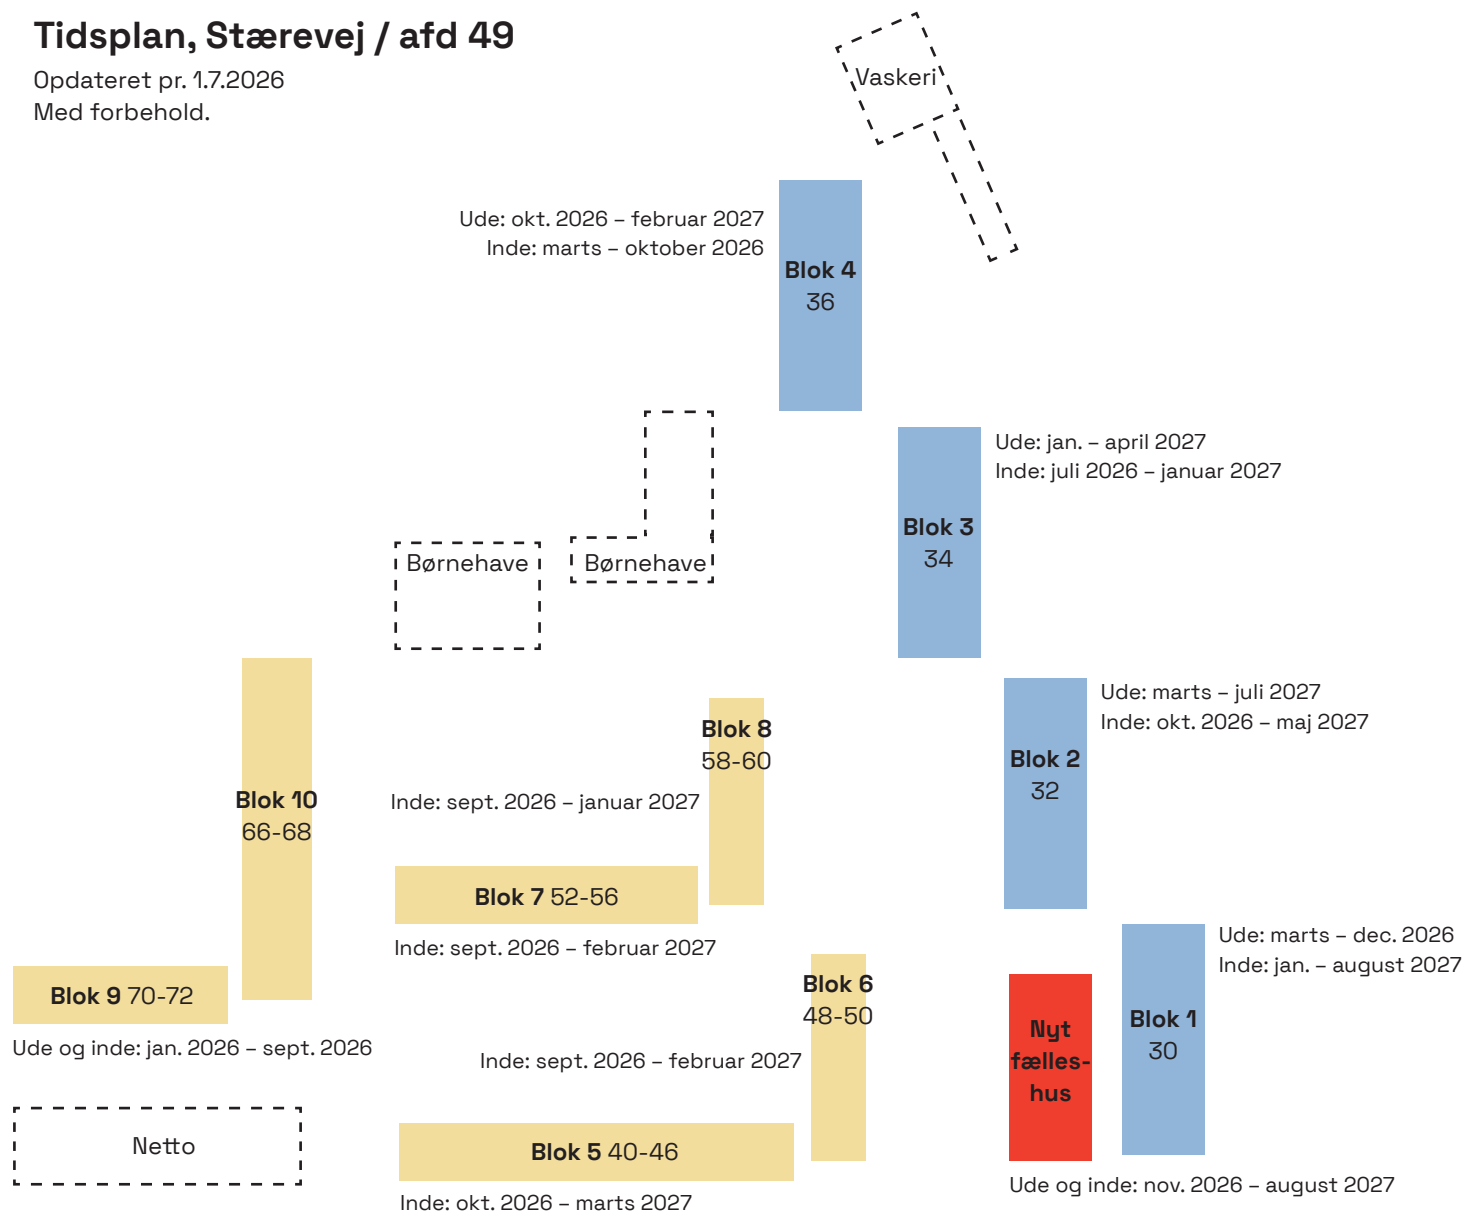 Tidsplan, Stærevej / afd 49
Opdateret pr. 1.7.2026
Med forbehold.
Vaskeri
Ude: okt. 2026 – februar 2027
Inde: marts – oktober 2026
Blok 4
36
Ude: jan. – april 2027
Inde: juli 2026 – januar 2027
Blok 3
34
Børnehave
Børnehave
Ude: marts – juli 2027
Inde: okt. 2026 – maj 2027
Blok 2
32
Blok 8
58-60
Inde: sept. 2026 – januar 2027
Blok 10
66-68
Blok 7 52-56
Inde: sept. 2026 – februar 2027
Ude: marts – dec. 2026
Inde: jan. – august 2027
Blok 1
30
Blok 9 70-72
Ude og inde: jan. 2026 – sept. 2026
Blok 6
48-50
Inde: sept. 2026 – februar 2027
Nyt
fælles-
hus
Ude og inde: nov. 2026 – august 2027
Netto
Blok 5 40-46
Inde: okt. 2026 – marts 2027